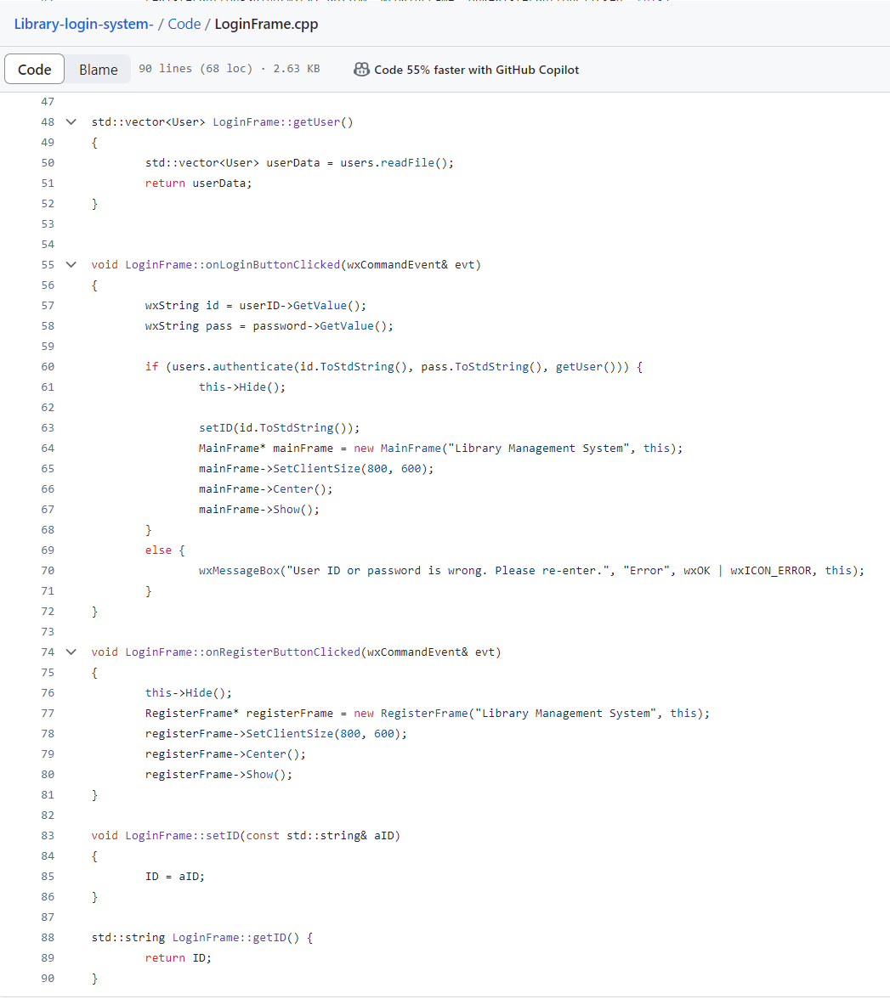 Library-login-system- / Code / LoginFrame.cpp
Code Blame 90 lines (68 loc) · 2.63 KB Code 55% faster with GitHub Copilot
47
48 std::vector<User> LoginFrame::getUser()
49 {
50 std::vector<User> userData = users.readFile();
51 return userData;
52 }
53
54
55 void LoginFrame::onLoginButtonClicked(wxCommandEvent& evt)
56 {
57 wxString id = userID->GetValue();
58 wxString pass = password->GetValue();
59
60 if (users.authenticate(id.ToStdString(), pass.ToStdString(), getUser())) {
61 this->Hide();
62
63 setID(id.ToStdString());
64 MainFrame* mainFrame = new MainFrame("Library Management System", this);
65 mainFrame->SetClientSize(800, 600);
66 mainFrame->Center();
67 mainFrame->Show();
68 }
69 else {
70 wxMessageBox("User ID or password is wrong. Please re-enter.", "Error", wxOK | wxICON_ERROR, this);
71 }
72 }
73
74 void LoginFrame::onRegisterButtonClicked(wxCommandEvent& evt)
75 {
76 this->Hide();
77 RegisterFrame* registerFrame = new RegisterFrame("Library Management System", this);
78 registerFrame->SetClientSize(800, 600);
79 registerFrame->Center();
80 registerFrame->Show();
81 }
82
83 void LoginFrame::setID(const std::string& aID)
84 {
85 ID = aID;
86 }
87
88 std::string LoginFrame::getID() {
89 return ID;
90 }